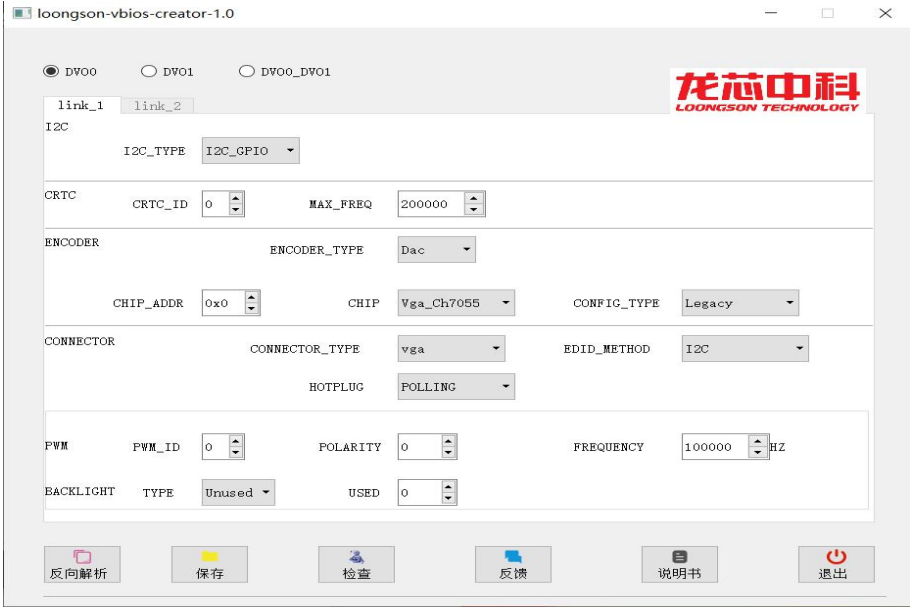 loongson-vbios-creator-1.0
DVO0 DVO1 DVO0_DVO1
龙芯中科
LOONGSON TECHNOLOGY
link_1 link_2
I2C
I2C_TYPE I2C_GPIO
CRTC
CRTC_ID 0 MAX_FREQ 200000
ENCODER
ENCODER_TYPE Dac
CHIP_ADDR 0x0 CHIP Vga_Ch7055 CONFIG_TYPE Legacy
CONNECTOR
CONNECTOR_TYPE vga EDID_METHOD I2C
HOTPLUG POLLING
PWM PWM_ID 0 POLARITY 0 FREQUENCY 100000 HZ
BACKLIGHT TYPE Unused USED 0
反向解析 保存 检查 反馈 说明书 退出